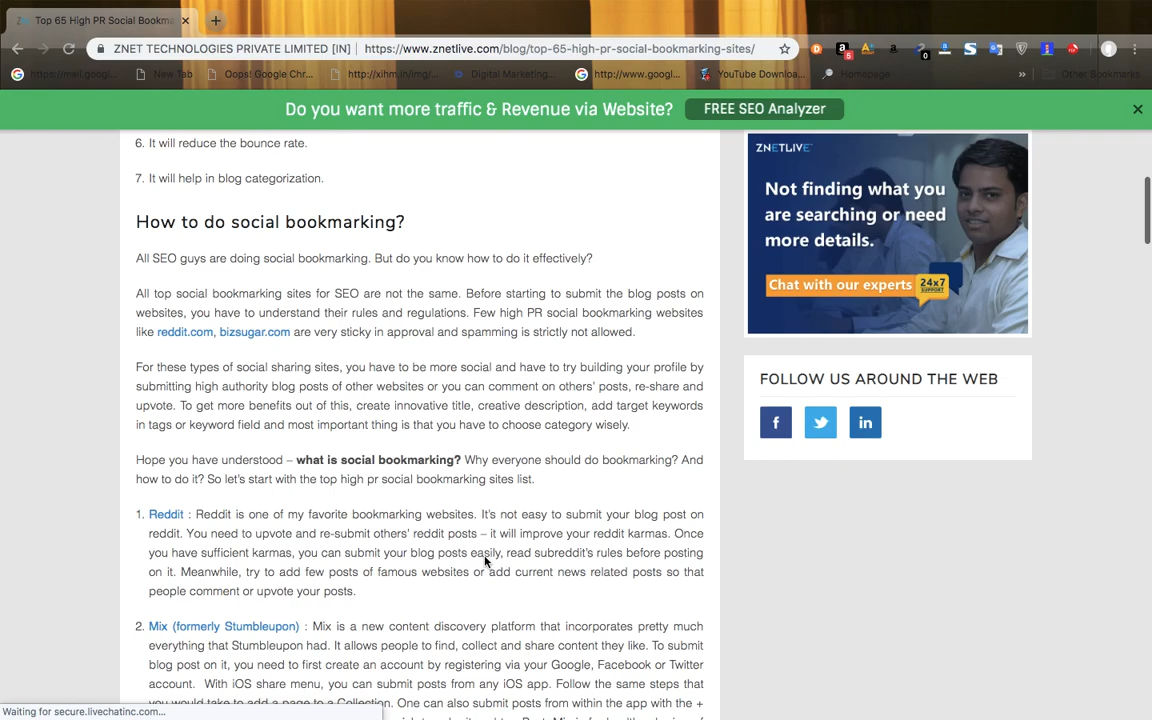 Top 65 High PR Social Bookma
ZNET TECHNOLOGIES PRIVATE LIMITED [IN] | https://www.znetlive.com/blog/top-65-high-pr-social-bookmarking-sites/
https://mail.googl... New Tab Oops! Google Chr... http://xihm.in/img/... Digital Marketing... http://www.googl... YouTube Downloa... Homepage » Other Bookmarks
Do you want more traffic & Revenue via Website? FREE SEO Analyzer
6. It will reduce the bounce rate.
7. It will help in blog categorization.
How to do social bookmarking?
All SEO guys are doing social bookmarking. But do you know how to do it effectively?
All top social bookmarking sites for SEO are not the same. Before starting to submit the blog posts on
websites, you have to understand their rules and regulations. Few high PR social bookmarking websites
like reddit.com, bizsugar.com are very sticky in approval and spamming is strictly not allowed.
For these types of social sharing sites, you have to be more social and have to try building your profile by
submitting high authority blog posts of other websites or you can comment on others' posts, re-share and
upvote. To get more benefits out of this, create innovative title, creative description, add target keywords
in tags or keyword field and most important thing is that you have to choose category wisely.
Hope you have understood – what is social bookmarking? Why everyone should do bookmarking? And
how to do it? So let's start with the top high pr social bookmarking sites list.
1. Reddit : Reddit is one of my favorite bookmarking websites. It's not easy to submit your blog post on
reddit. You need to upvote and re-submit others' reddit posts – it will improve your reddit karmas. Once
you have sufficient karmas, you can submit your blog posts easily, read subreddit's rules before posting
on it. Meanwhile, try to add few posts of famous websites or add current news related posts so that
people comment or upvote your posts.
2. Mix (formerly Stumbleupon) : Mix is a new content discovery platform that incorporates pretty much
everything that Stumbleupon had. It allows people to find, collect and share content they like. To submit
blog post on it, you need to first create an account by registering via your Google, Facebook or Twitter
account. With iOS share menu, you can submit posts from any iOS app. Follow the same steps that
you would take to add a page to a Collection. One can also submit posts from within the app with the +
ZNETLIVE
Not finding what you
are searching or need
more details.
Chat with our experts 24x7
SUPPORT
FOLLOW US AROUND THE WEB
Waiting for secure.livechatinc.com...